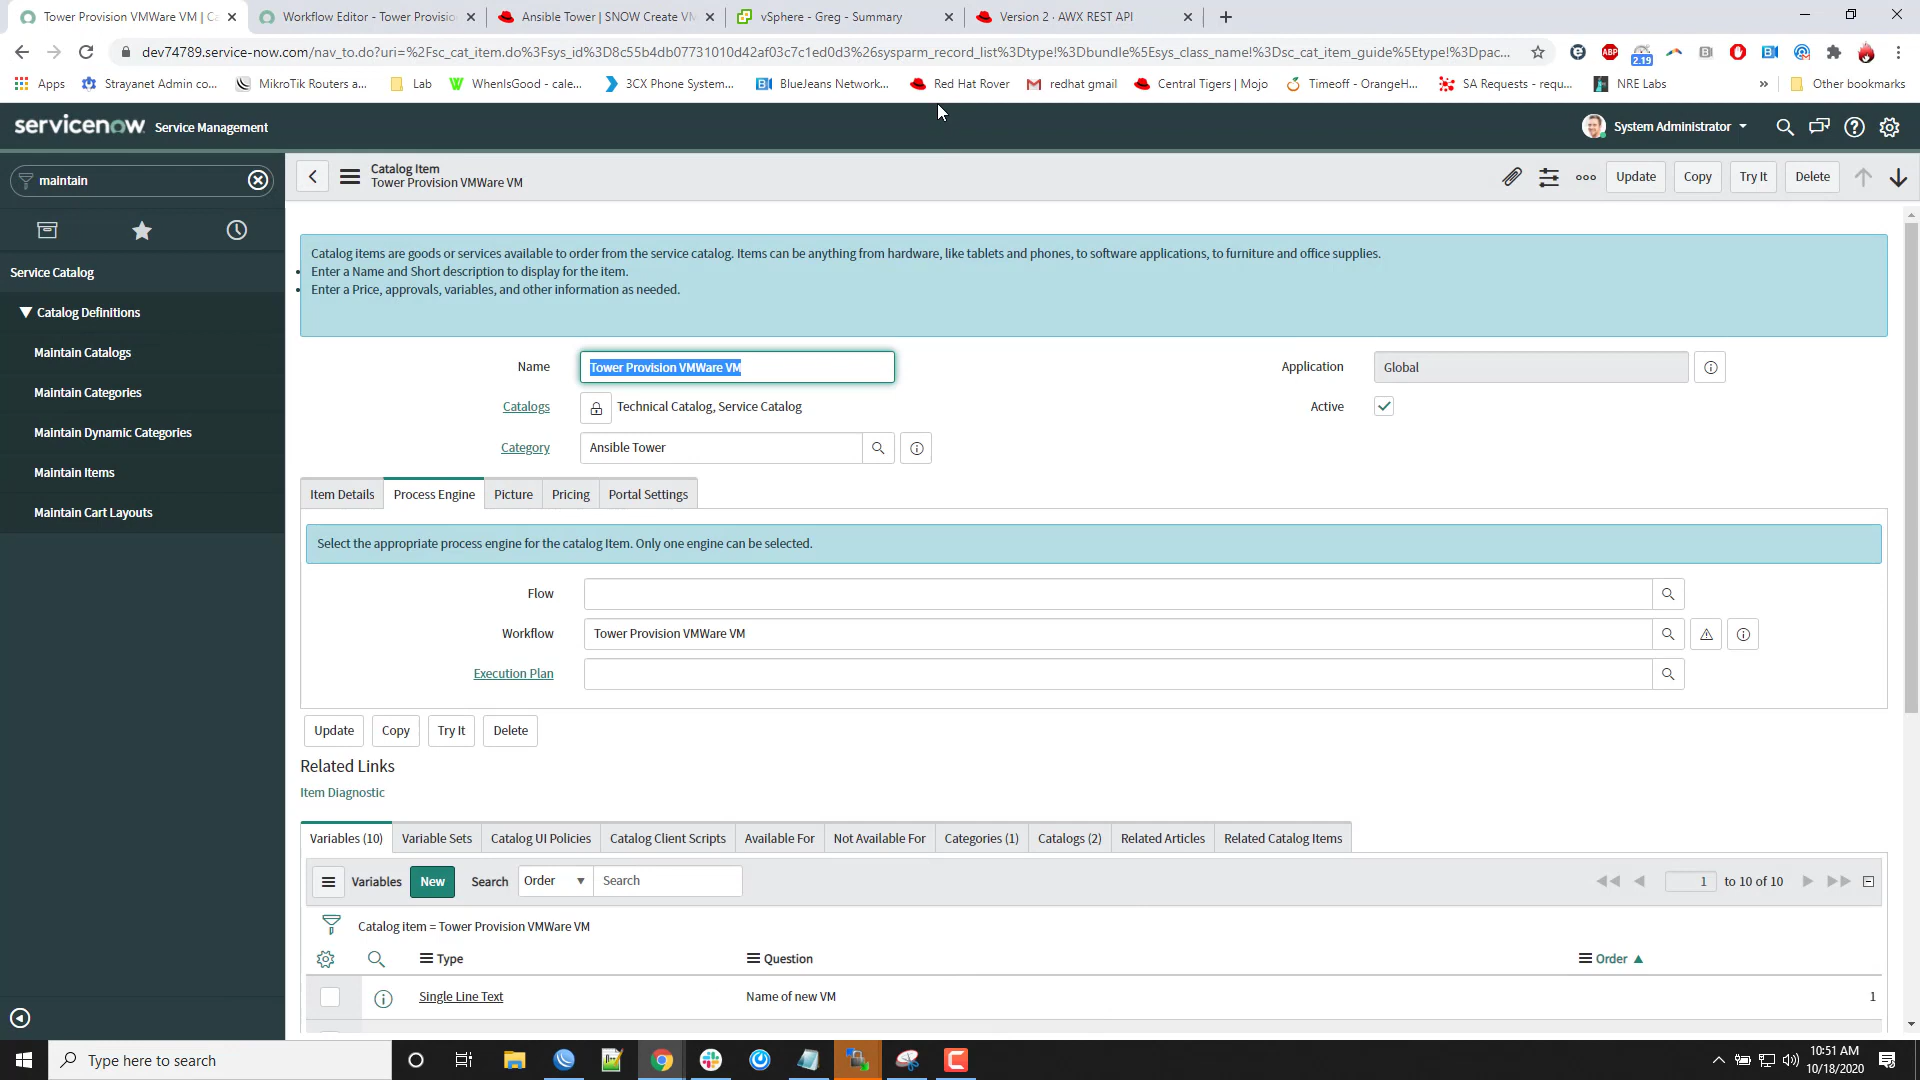 Tower Provision VMWare VM | Ca
Workflow Editor - Tower Provisio
Ansible Tower | SNOW Create VM
vSphere - Greg - Summary
Version 2 · AWX REST API
dev74789.service-now.com/nav_to.do?uri=%2Fsc_cat_item.do%3Fsys_id%3D8c55b4db07731010d42af03c7c1ed0d3%26sysparm_record_list%3Dtype!%3Dbundle%5Esys_class_name!%3Dsc_cat_item_guide%5Etype!%3Dpac...
2.19
Apps
Strayanet Admin co...
MikroTik Routers a...
Lab
WhenIsGood - cale...
3CX Phone System...
BlueJeans Network...
Red Hat Rover
redhat gmail
Central Tigers | Mojo
Timeoff - OrangeH...
SA Requests - requ...
NRE Labs
»
Other bookmarks
servicenow Service Management
System Administrator
maintain
Catalog Item
Tower Provision VMWare VM
Update
Copy
Try It
Delete
Service Catalog
Catalog Definitions
Maintain Catalogs
Maintain Categories
Maintain Dynamic Categories
Maintain Items
Maintain Cart Layouts
Catalog items are goods or services available to order from the service catalog. Items can be anything from hardware, like tablets and phones, to software applications, to furniture and office supplies.
• Enter a Name and Short description to display for the item.
• Enter a Price, approvals, variables, and other information as needed.
Name
Tower Provision VMWare VM
Application
Global
Catalogs
Technical Catalog, Service Catalog
Active
Category
Ansible Tower
Item Details
Process Engine
Picture
Pricing
Portal Settings
Select the appropriate process engine for the catalog Item. Only one engine can be selected.
Flow
Workflow
Tower Provision VMWare VM
Execution Plan
Update
Copy
Try It
Delete
Related Links
Item Diagnostic
Variables (10)
Variable Sets
Catalog UI Policies
Catalog Client Scripts
Available For
Not Available For
Categories (1)
Catalogs (2)
Related Articles
Related Catalog Items
Variables
New
Search
Order
Search
1
to 10 of 10
Catalog item = Tower Provision VMWare VM
Type
Question
Order
Single Line Text
Name of new VM
1
Type here to search
10:51 AM
10/18/2020